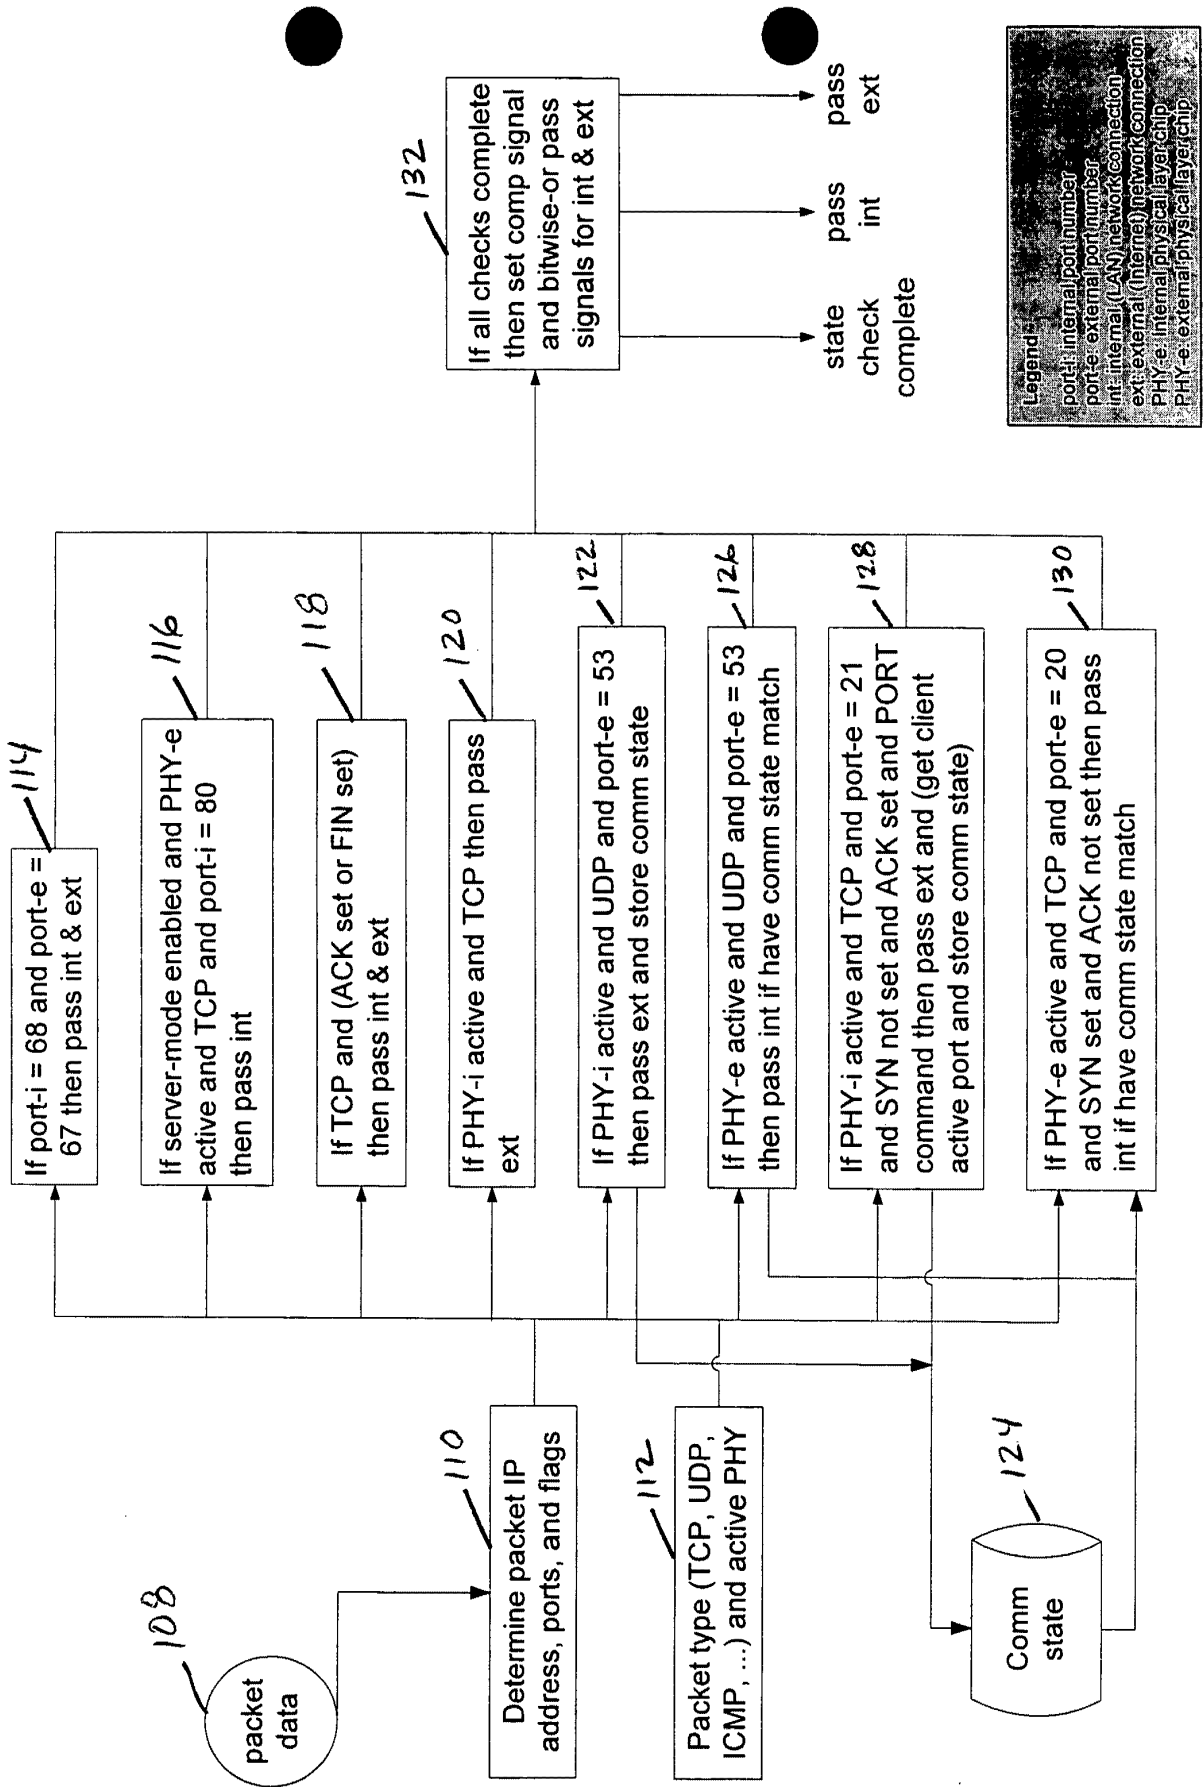 108
packet
data
110
Determine packet IP
address, ports, and flags
112
Packet type (TCP, UDP,
ICMP, ...) and active PHY
124
Comm
state
114
If port-i = 68 and port-e =
67 then pass int & ext
116
If server-mode enabled and PHY-e
active and TCP and port-i = 80
then pass int
118
If TCP and (ACK set or FIN set)
then pass int & ext
120
If PHY-i active and TCP then pass
ext
122
If PHY-i active and UDP and port-e = 53
then pass ext and store comm state
126
If PHY-e active and UDP and port-e = 53
then pass int if have comm state match
128
If PHY-i active and TCP and port-e = 21
and SYN not set and ACK set and PORT
command then pass ext and (get client
active port and store comm state)
130
If PHY-e active and TCP and port-e = 20
and SYN set and ACK not set then pass
int if have comm state match
132
If all checks complete
then set comp signal
and bitwise-or pass
signals for int & ext
state
check
complete
pass
int
pass
ext
Legend
port-i: internal port number
port-e: external port number
int: internal (LAN) network connection
ext: external (Internet) network connection
PHY-e: internal physical layer chip
PHY-e: external physical layer chip